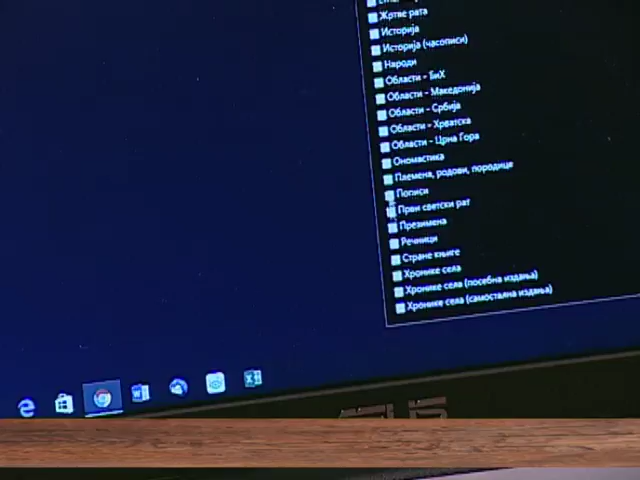 Жртве рата
Историја
Историја (часописи)
Народи
Области - БиХ
Области - Македонија
Области - Србија
Области - Хрватска
Области - Црна Гора
Ономастика
Племена, родови, породице
Пописи
Први светски рат
Презимена
Речници
Стране књиге
Хронике села
Хронике села (посебна издања)
Хронике села (самостална издања)